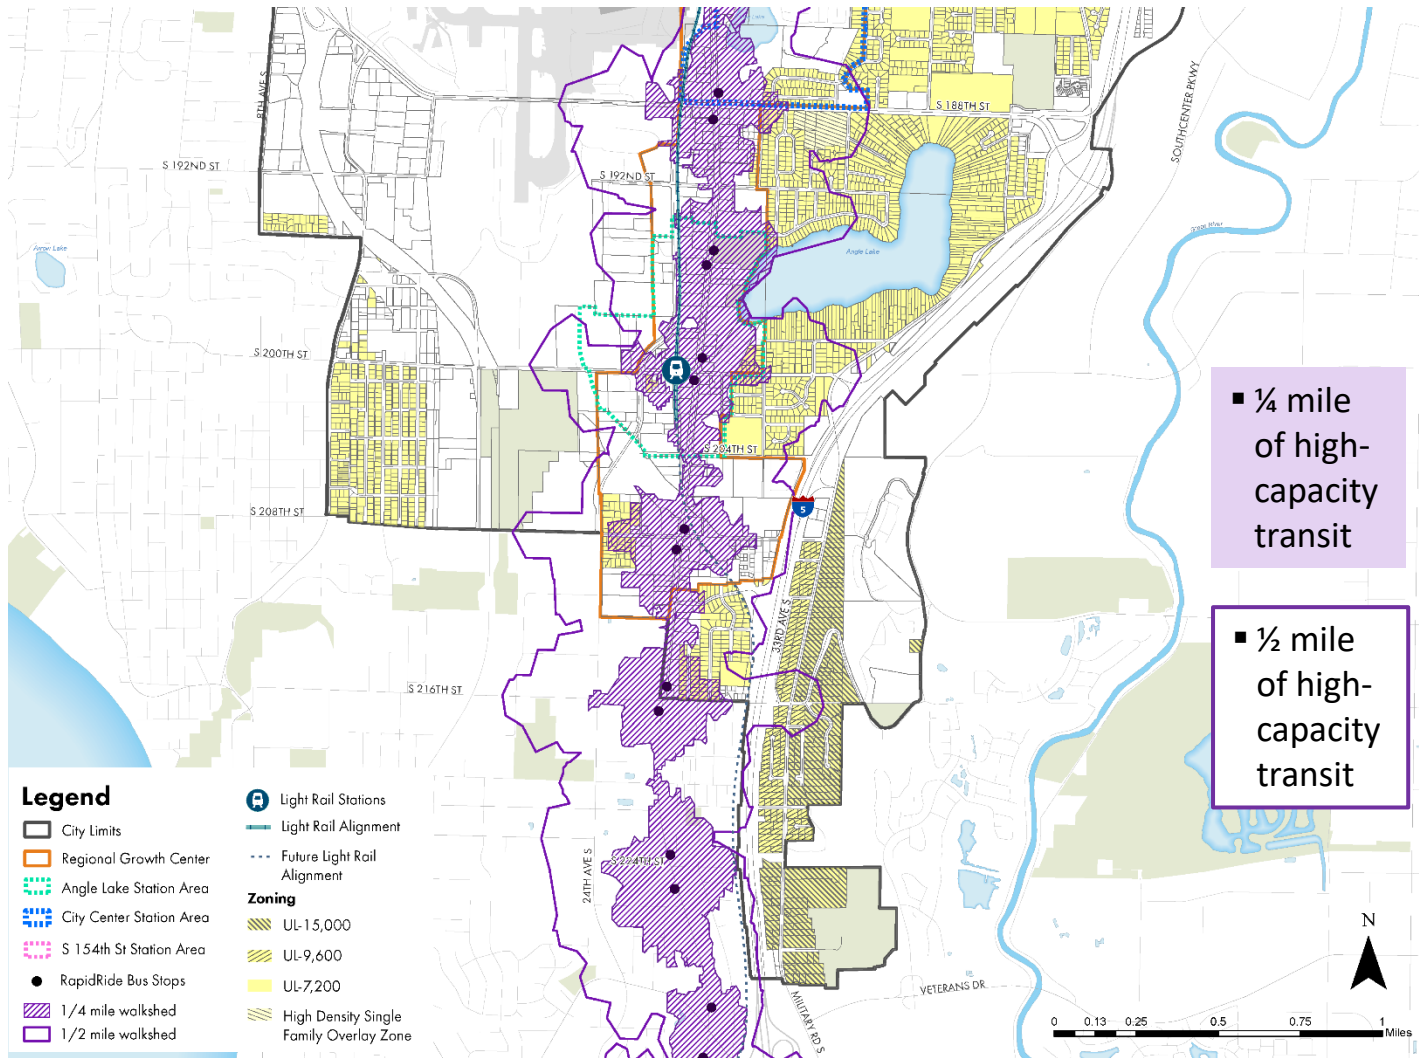 8TH AVE S
S 188TH ST
SOUTHCENTER PKWY
S 192ND ST
S 192ND ST
Arrow Lake
Angle Lake
Green River
S 200TH ST
S 204TH ST
S 208TH ST
5
33RD AVE S
S 216TH ST
24TH AVE S
S 224TH ST
MILITARY RD S
VETERANS DR
▪ ¼ mile
of high-
capacity
transit
▪ ½ mile
of high-
capacity
transit
Legend
City Limits
Regional Growth Center
Angle Lake Station Area
City Center Station Area
S 154th St Station Area
RapidRide Bus Stops
1/4 mile walkshed
1/2 mile walkshed
Light Rail Stations
Light Rail Alignment
Future Light Rail
Alignment
Zoning
UL-15,000
UL-9,600
UL-7,200
High Density Single
Family Overlay Zone
N
0 0.13 0.25 0.5 0.75 1
Miles